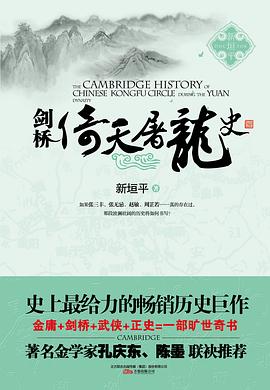 THE CAMBRIDGE HISTORY OF
CHINESE KONGFU CIRCLE DURING THE YUAN
DYNASTY
剑桥倚天屠龍史
新垣平 著
如果张三丰、张无忌、赵敏、周芷若……真的存在过,
那段波澜壮阔的历史将如何书写?
史上最给力的畅销历史巨作
金庸+剑桥+武侠+正史=一部旷世奇书
CAMBRIDGE
著名金学家孔庆东、陈墨 联袂推荐